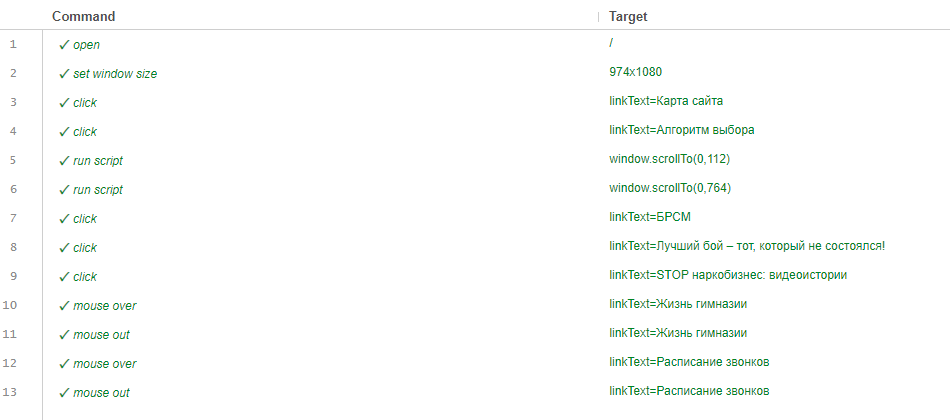 Command Target
1 ✓ open /
2 ✓ set window size 974x1080
3 ✓ click linkText=Карта сайта
4 ✓ click linkText=Алгоритм выбора
5 ✓ run script window.scrollTo(0,112)
6 ✓ run script window.scrollTo(0,764)
7 ✓ click linkText=БРСМ
8 ✓ click linkText=Лучший бой – тот, который не состоялся!
9 ✓ click linkText=STOP наркобизнес: видеоистории
10 ✓ mouse over linkText=Жизнь гимназии
11 ✓ mouse out linkText=Жизнь гимназии
12 ✓ mouse over linkText=Расписание звонков
13 ✓ mouse out linkText=Расписание звонков